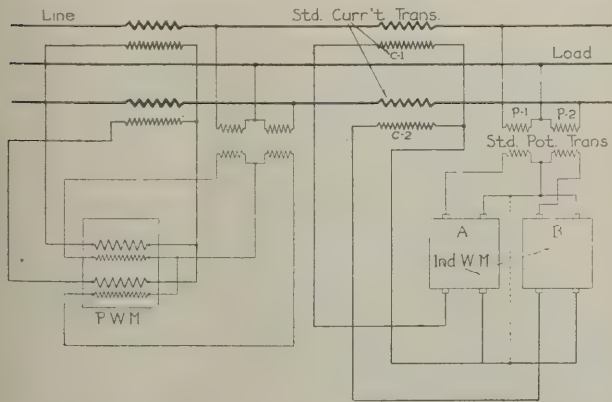 Line
Std. Curr't Trans.
C-1
Load
P-1
P-2
C-2
Std. Pot. Trans
A
B
Ind W M
P W M